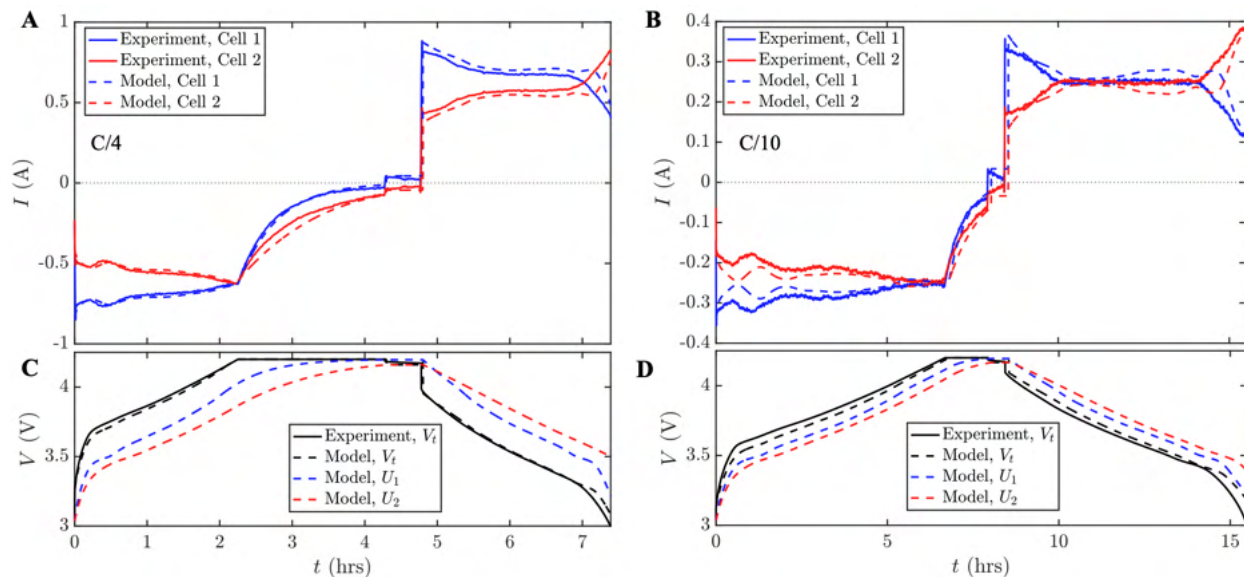 A
Experiment, Cell 1
Experiment, Cell 2
Model, Cell 1
Model, Cell 2
C/4
I (A)
1
0.5
0
-0.5
-1
B
Experiment, Cell 1
Experiment, Cell 2
Model, Cell 1
Model, Cell 2
C/10
I (A)
0.4
0.3
0.2
0.1
0
-0.1
-0.2
-0.3
-0.4
C
V (V)
4
3.5
3
Experiment, Vt
Model, Vt
Model, U1
Model, U2
0 1 2 3 4 5 6 7
t (hrs)
D
V (V)
4
3.5
3
Experiment, Vt
Model, Vt
Model, U1
Model, U2
0 5 10 15
t (hrs)